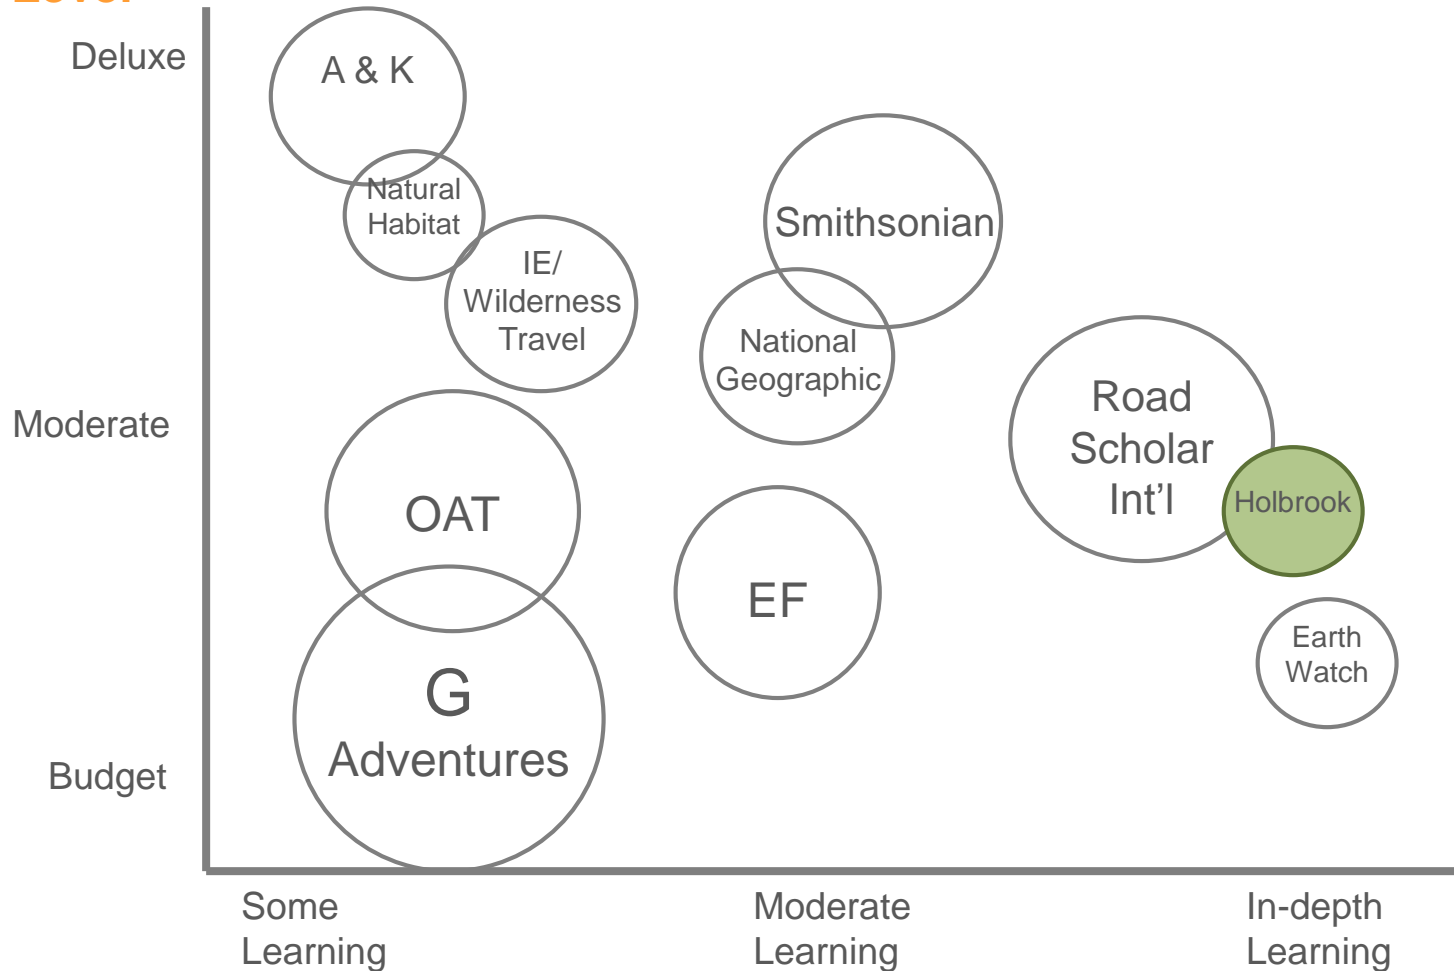 Deluxe
A & K
Natural
Habitat
Smithsonian
IE/
Wilderness
Travel
National
Geographic
Moderate
Road
Scholar
Int'l
Holbrook
OAT
EF
Earth
Watch
G
Adventures
Budget
Some
Learning
Moderate
Learning
In-depth
Learning